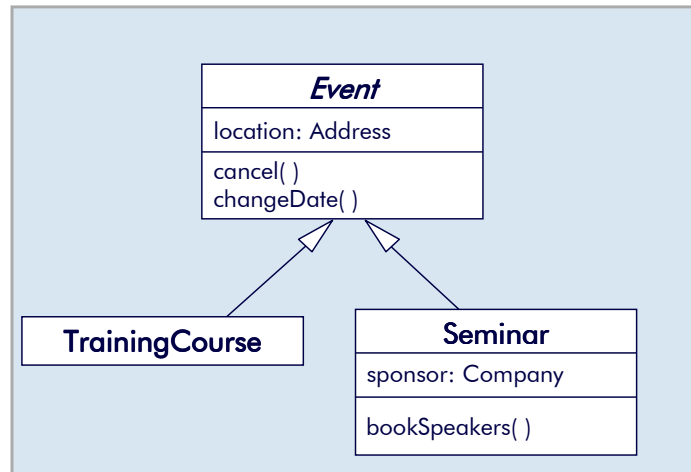 Event
location: Address
cancel( )
changeDate( )
TrainingCourse
Seminar
sponsor: Company
bookSpeakers( )